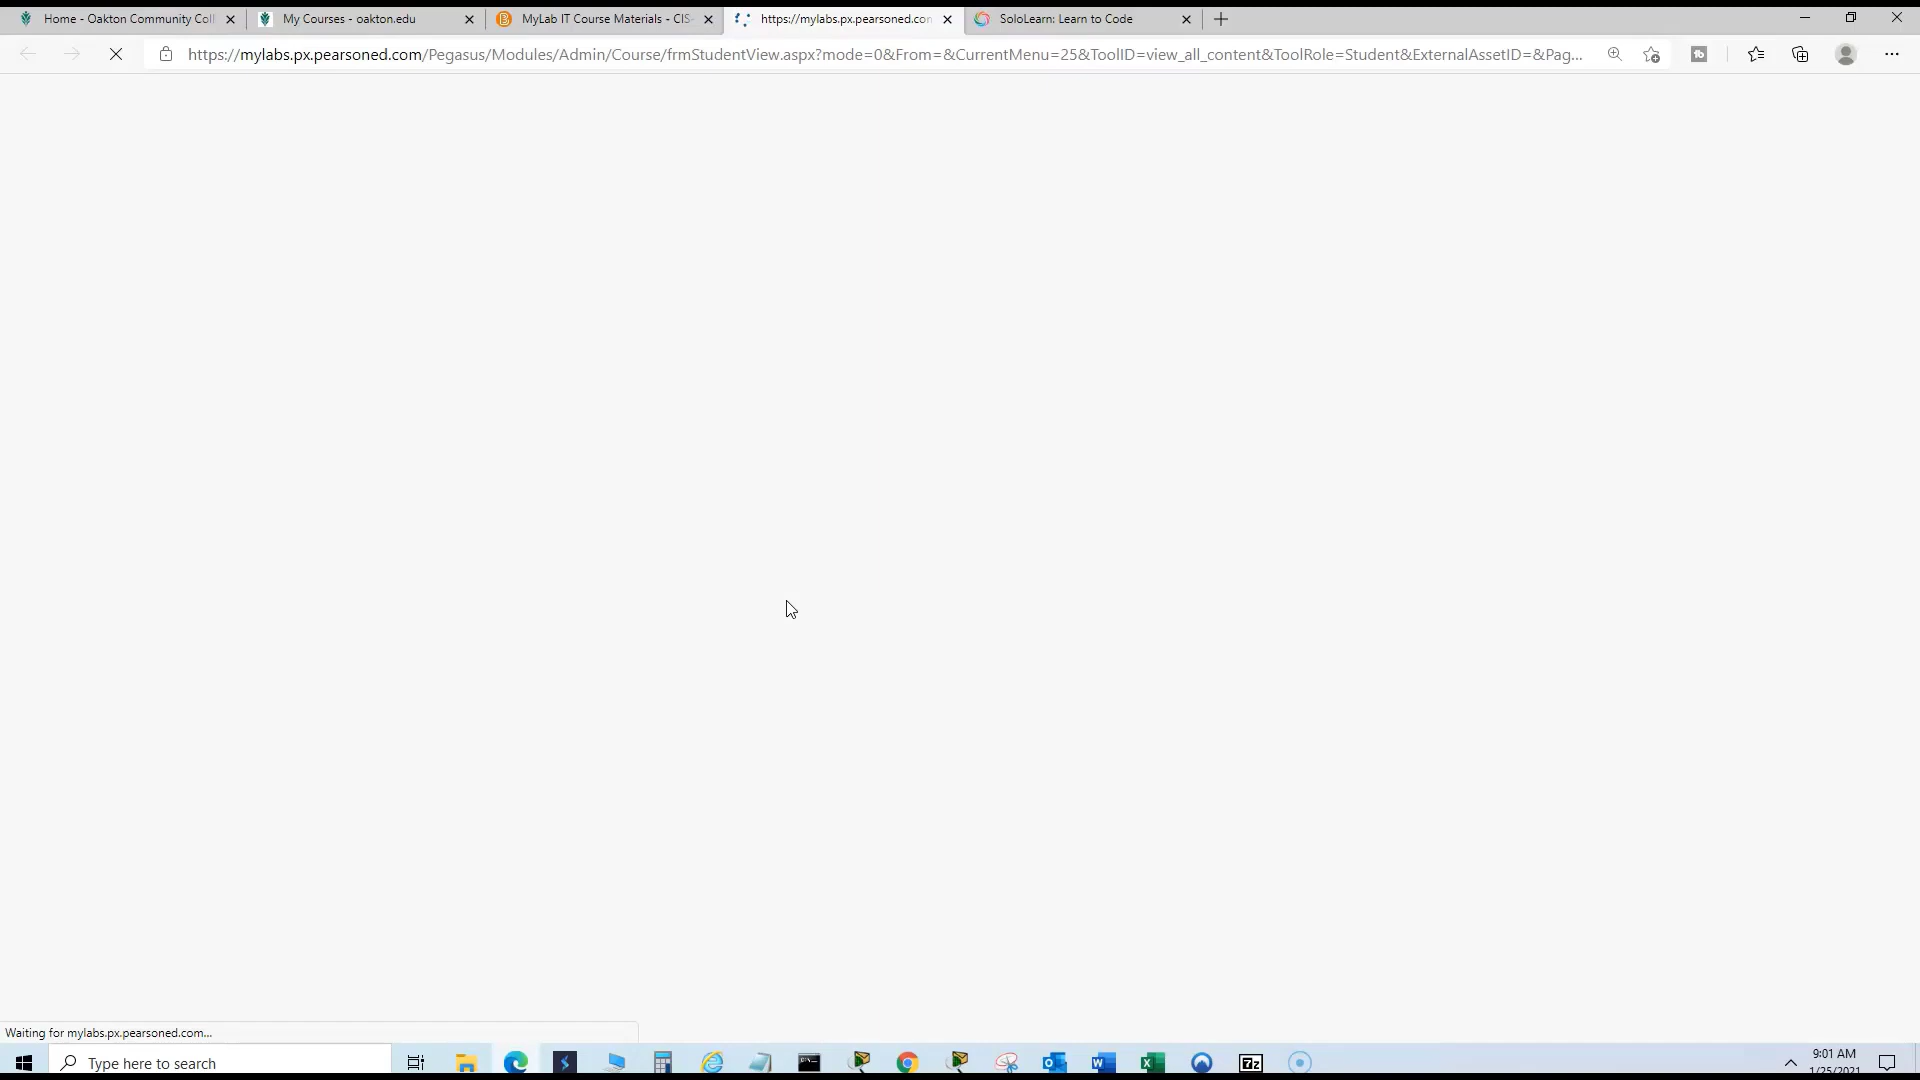 Home - Oakton Community Coll
My Courses - oakton.edu
MyLab IT Course Materials - CIS-
https://mylabs.px.pearsoned.con
SoloLearn: Learn to Code
https://mylabs.px.pearsoned.com/Pegasus/Modules/Admin/Course/frmStudentView.aspx?mode=0&From=&CurrentMenu=25&ToolID=view_all_content&ToolRole=Student&ExternalAssetID=&Pag...
Waiting for mylabs.px.pearsoned.com...
Type here to search
9:01 AM
1/25/2021